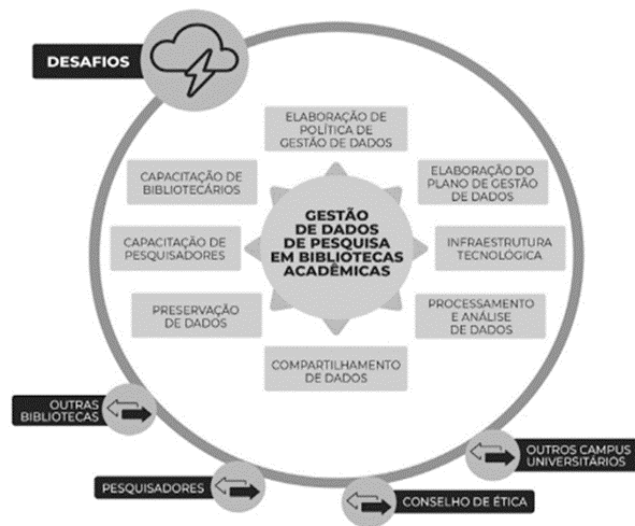 DESAFIOS
ELABORAÇÃO DE
POLÍTICA DE
GESTÃO DE DADOS
CAPACITAÇÃO DE
BIBLIOTECÁRIOS
ELABORAÇÃO DO
PLANO DE GESTÃO
DE DADOS
GESTÃO
DE DADOS
DE PESQUISA
EM BIBLIOTECAS
ACADÊMICAS
CAPACITAÇÃO DE
PESQUISADORES
INFRAESTRUTURA
TECNOLÓGICA
PRESERVAÇÃO
DE DADOS
PROCESSAMENTO
E ANÁLISE
DE DADOS
COMPARTILHAMENTO
DE DADOS
OUTRAS
BIBLIOTECAS
PESQUISADORES
CONSELHO DE ÉTICA
OUTROS CAMPUS
UNIVERSITÁRIOS